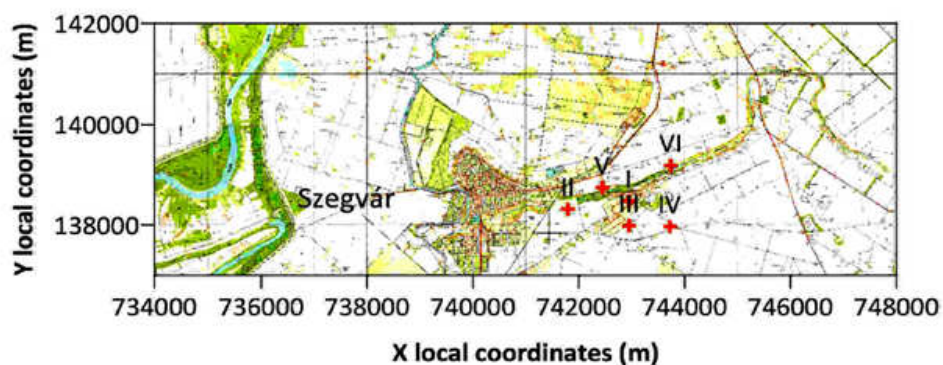 Y local coordinates (m)
142000
140000
138000
Szegvár
II
V
I
III
VI
IV
734000 736000 738000 740000 742000 744000 746000 748000
X local coordinates (m)